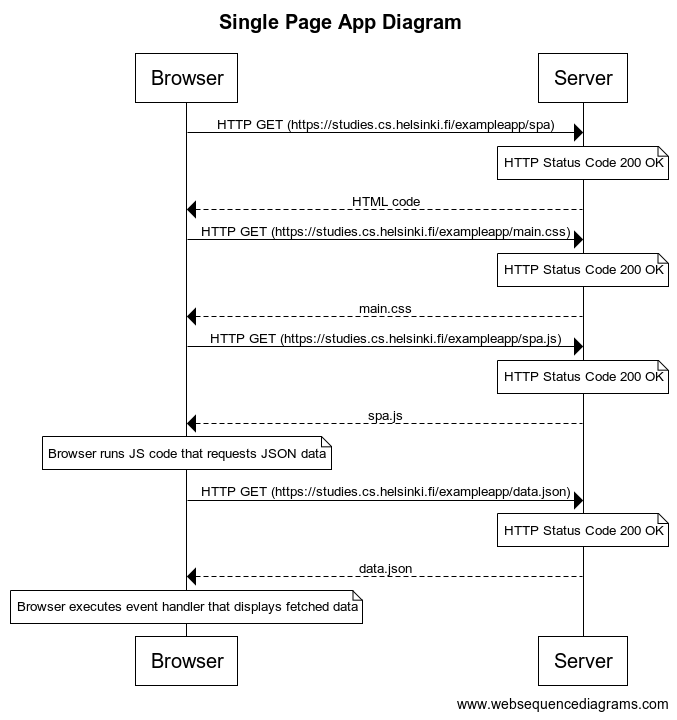 Single Page App Diagram
Browser
Server
HTTP GET (https://studies.cs.helsinki.fi/exampleapp/spa)
HTTP Status Code 200 OK
HTML code
HTTP GET (https://studies.cs.helsinki.fi/exampleapp/main.css)
HTTP Status Code 200 OK
main.css
HTTP GET (https://studies.cs.helsinki.fi/exampleapp/spa.js)
HTTP Status Code 200 OK
spa.js
Browser runs JS code that requests JSON data
HTTP GET (https://studies.cs.helsinki.fi/exampleapp/data.json)
HTTP Status Code 200 OK
data.json
Browser executes event handler that displays fetched data
Browser
Server
www.websequencediagrams.com